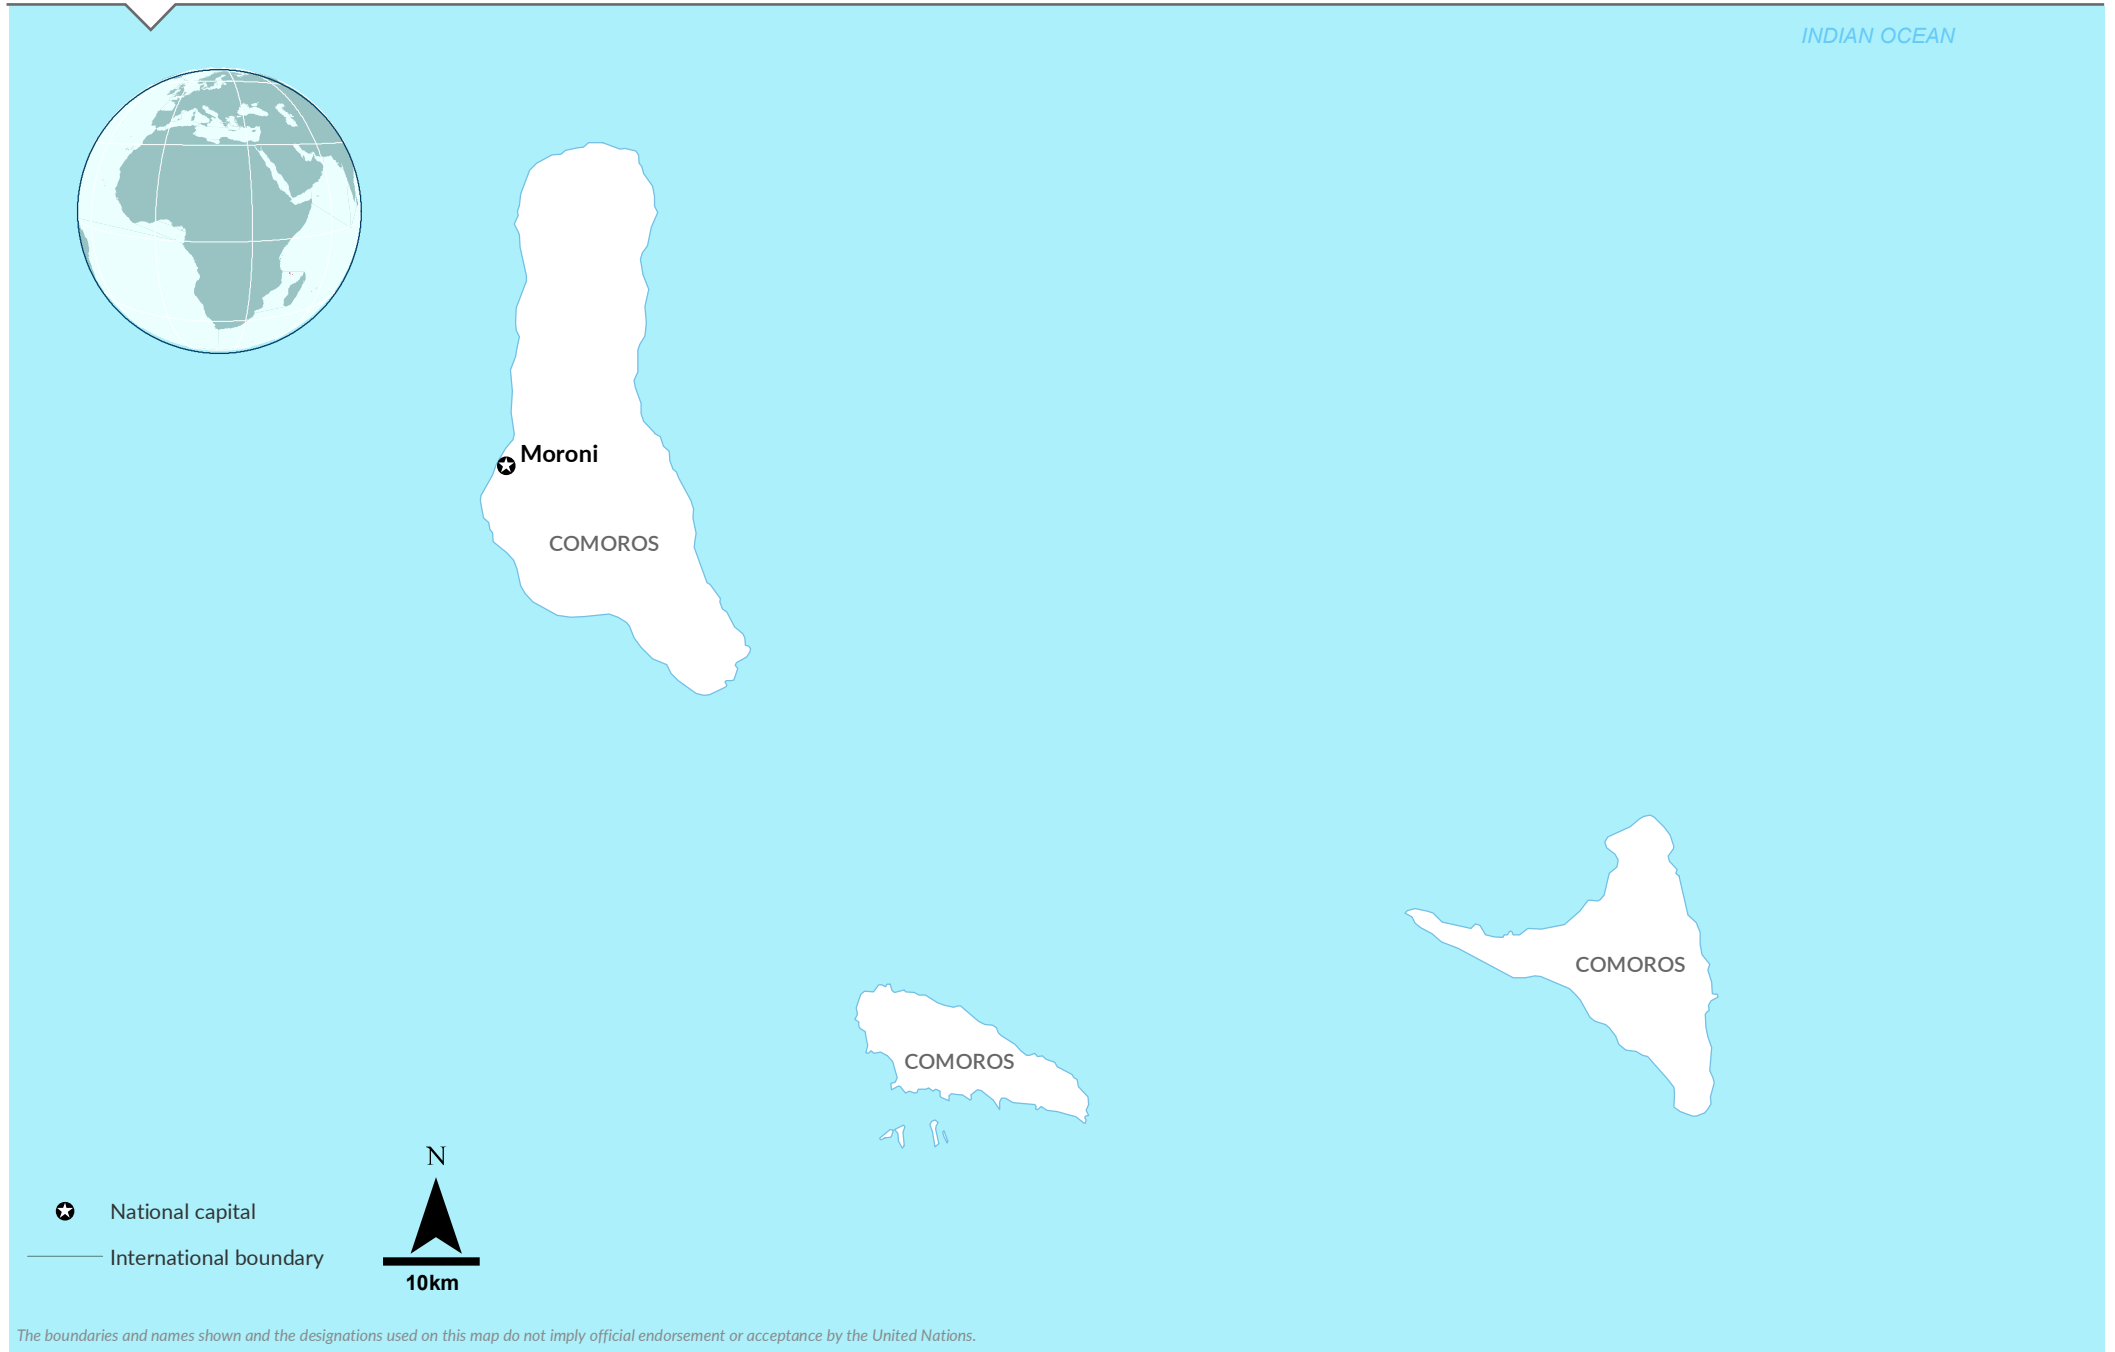 INDIAN OCEAN
Moroni
COMOROS
COMOROS
COMOROS
N
National capital
International boundary
10km
The boundaries and names shown and the designations used on this map do not imply official endorsement or acceptance by the United Nations.